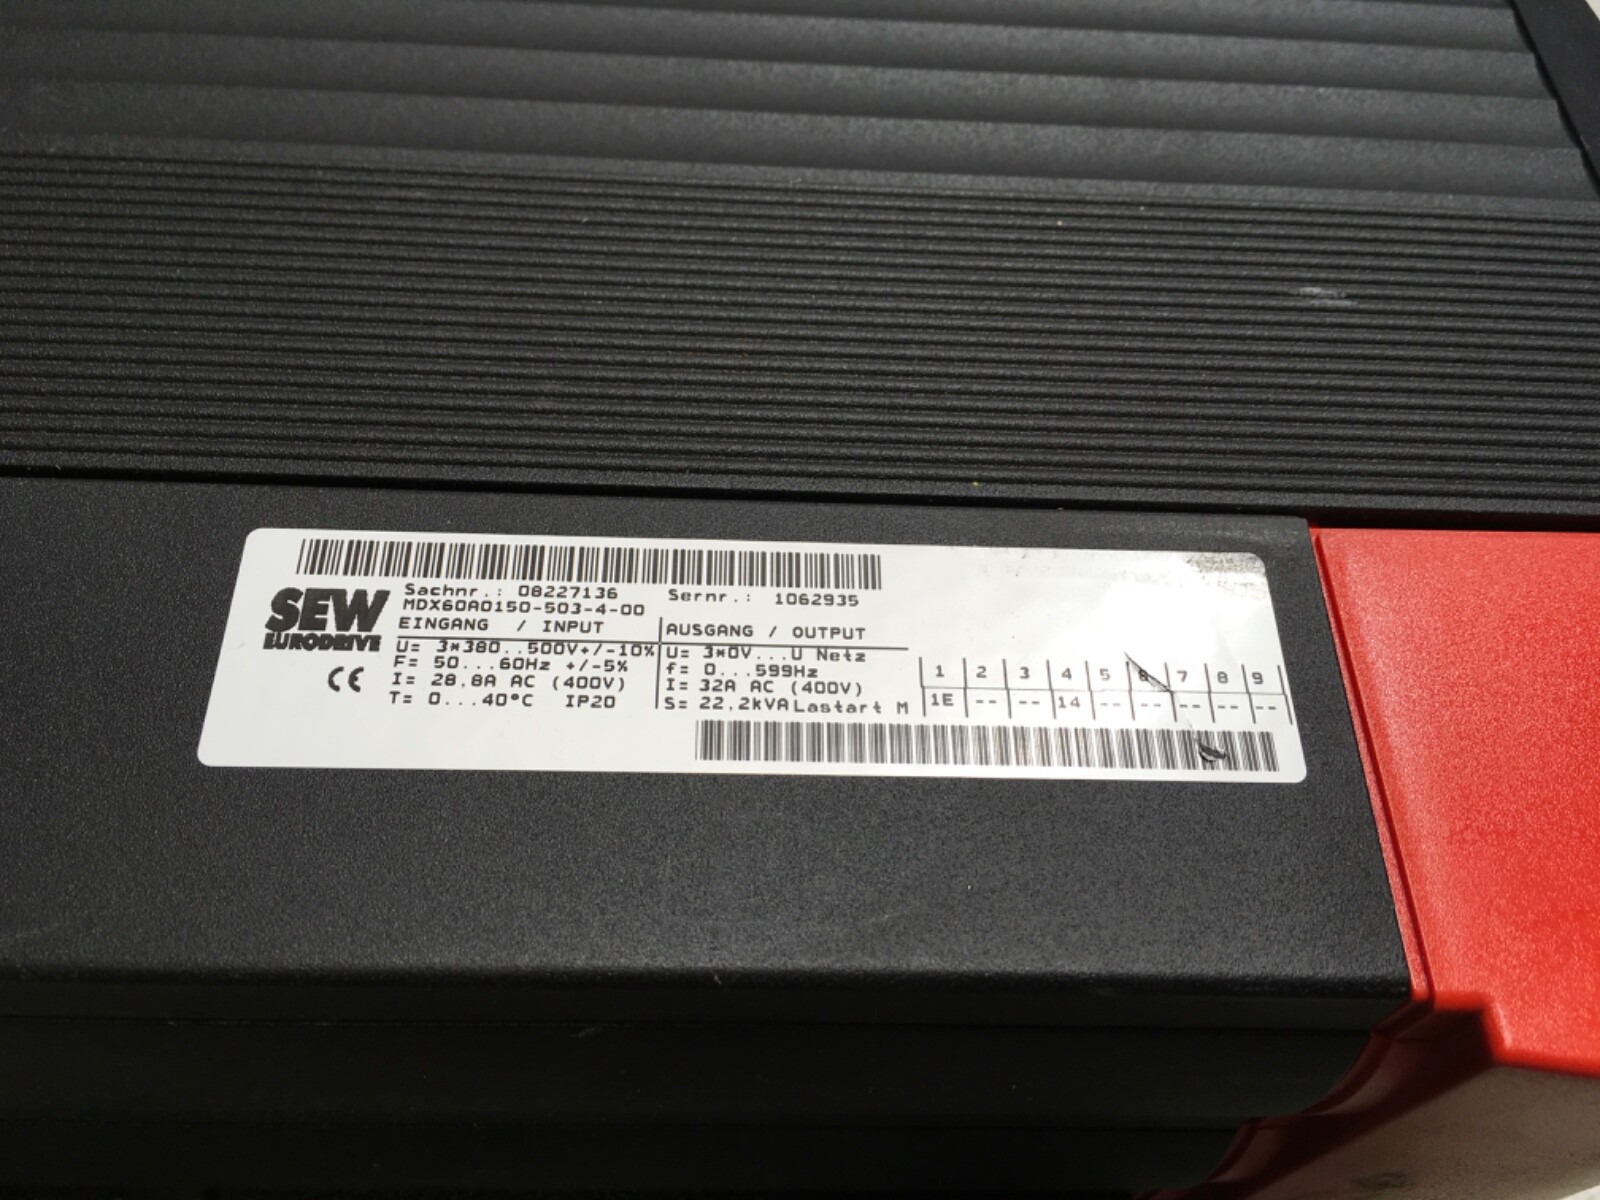 SEW
EURODRIVE
CE
Sachnr.: 08227136 Sernr.: 1062935
MDX60A0150-503-4-00
EINGANG / INPUT
U= 3*380..500V+/-10%
F= 50...60Hz +/-5%
I= 28.8A AC (400V)
T= 0...40°C IP20
AUSGANG / OUTPUT
U= 3*0V...U Netz
f= 0...599Hz
I= 32A AC (400V)
S= 22.2kVA Lastart M
1 2 3 4 5 6 7 8 9
1E -- -- 14 -- -- -- -- --